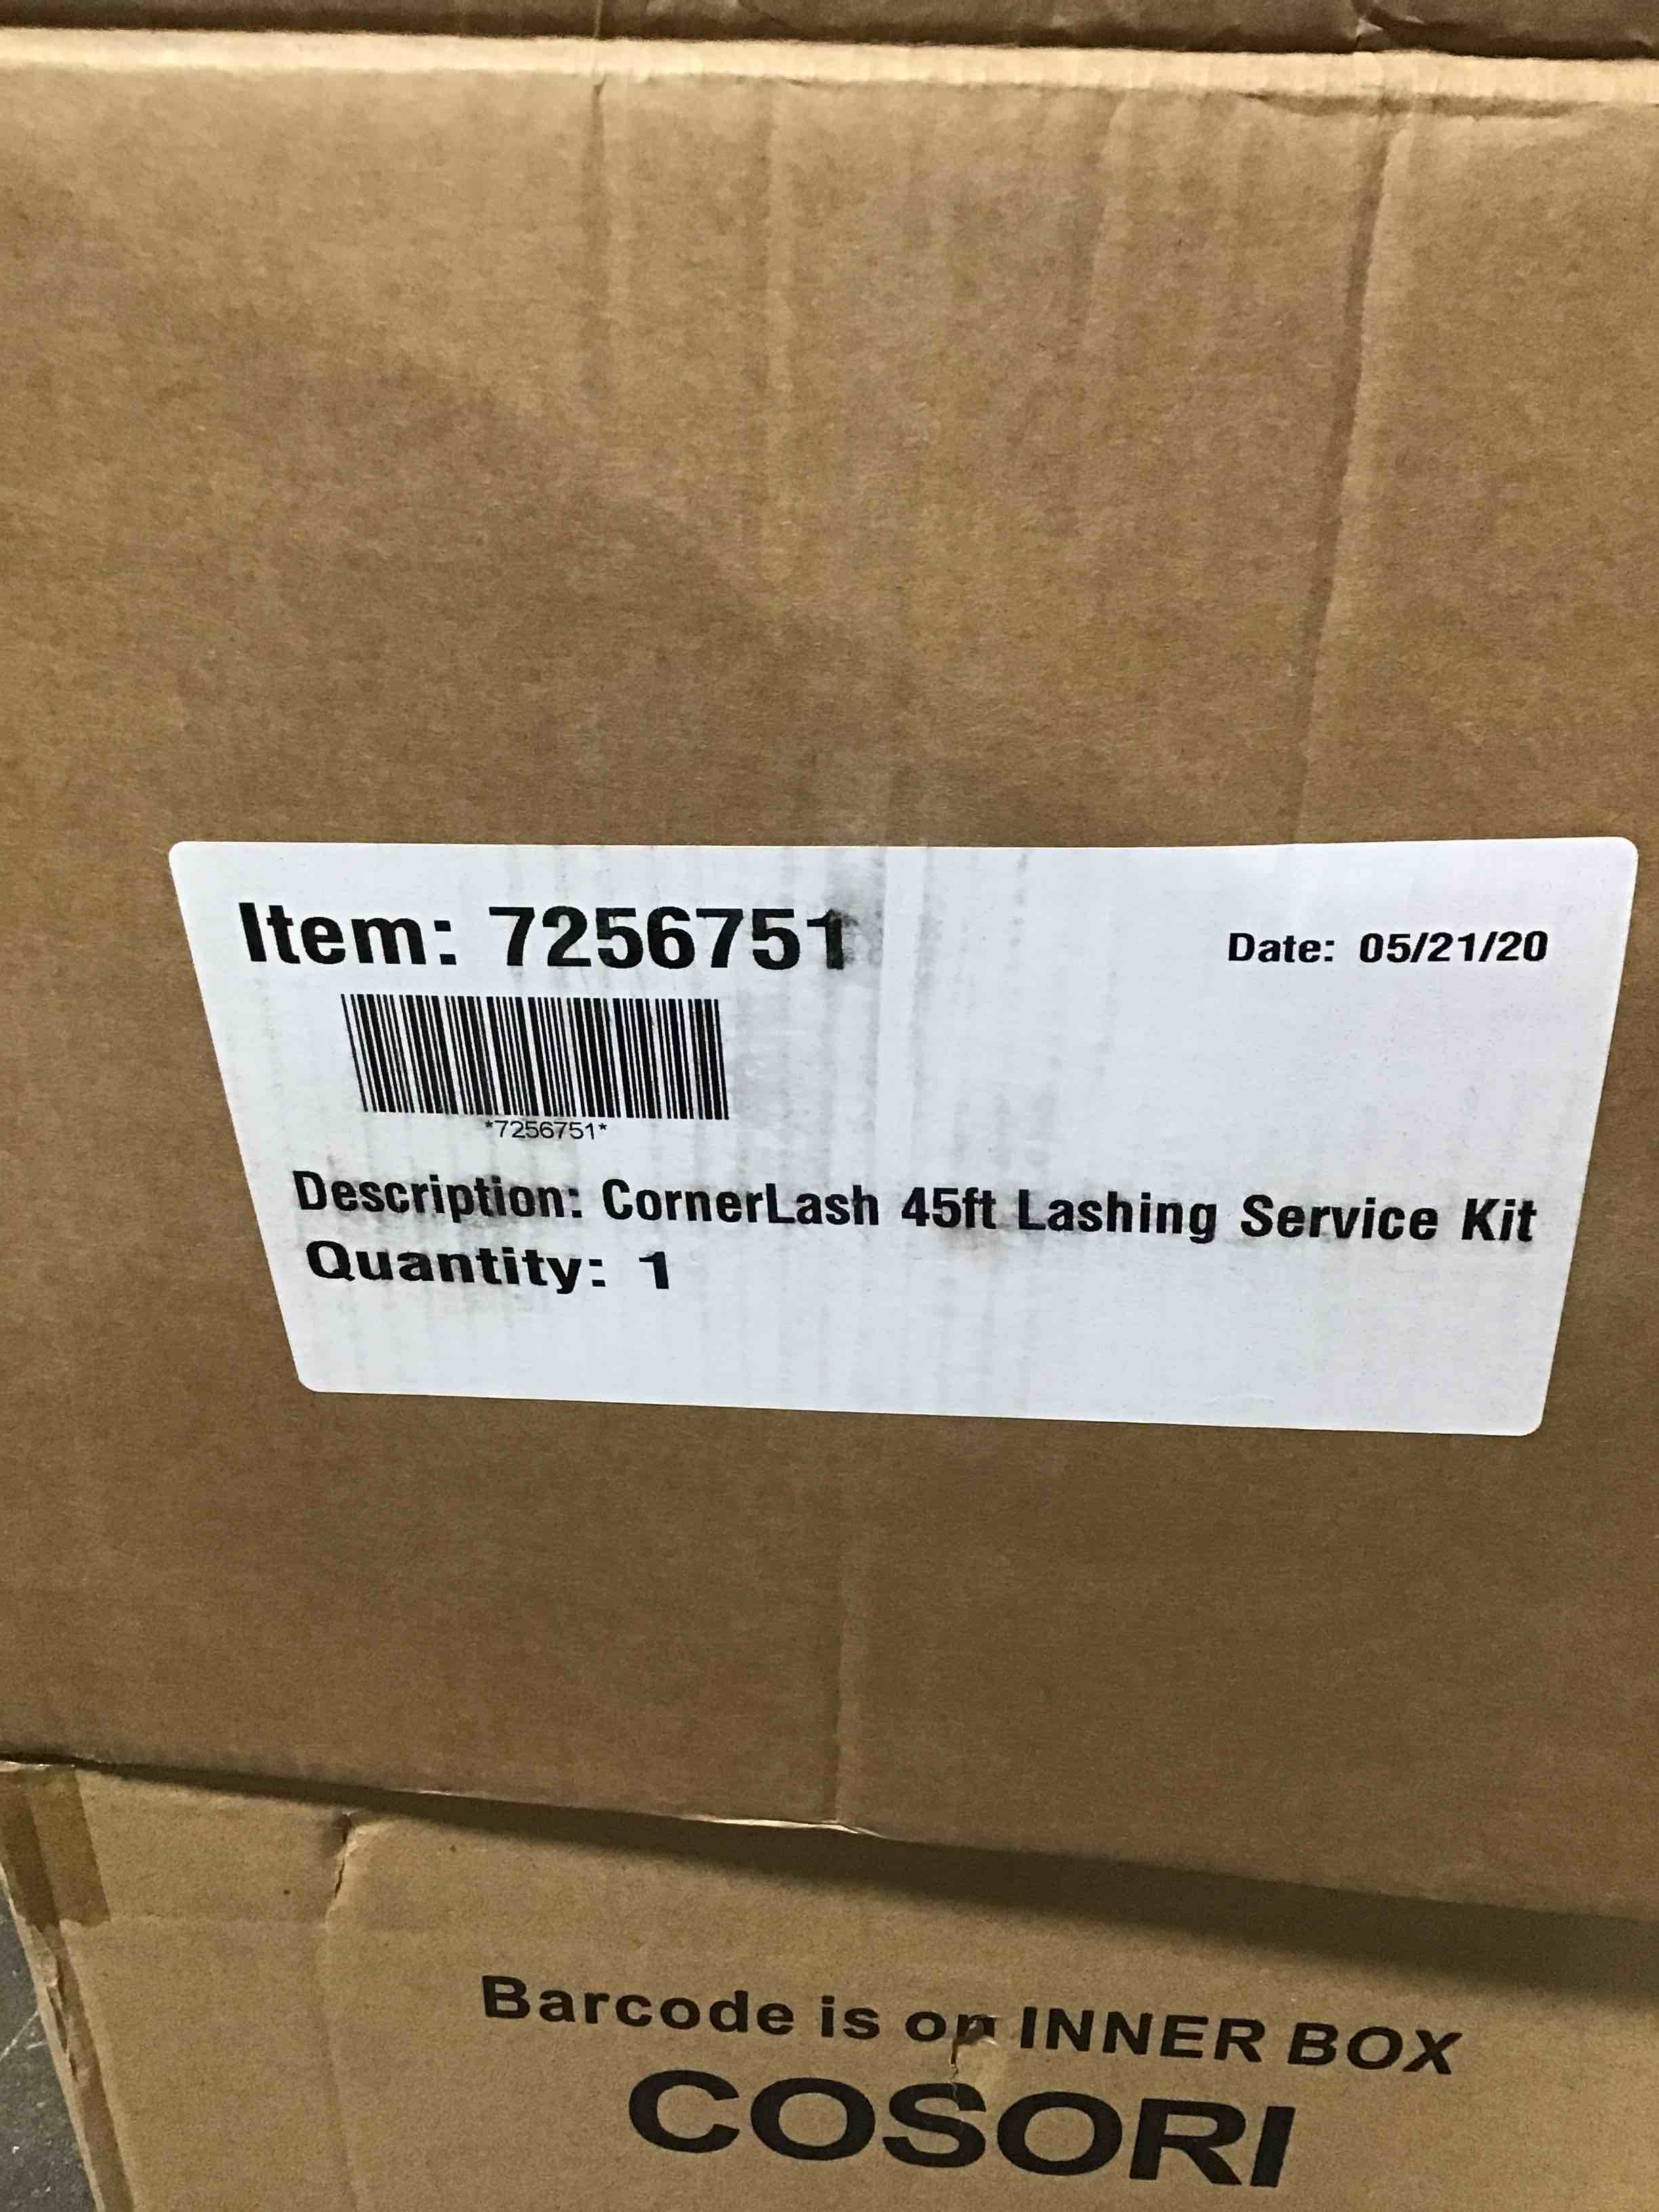 Item: 7256751
Date: 05/21/20
*7256751*
Description: CornerLash 45ft Lashing Service Kit
Quantity: 1
Barcode is on INNER BOX
COSORI